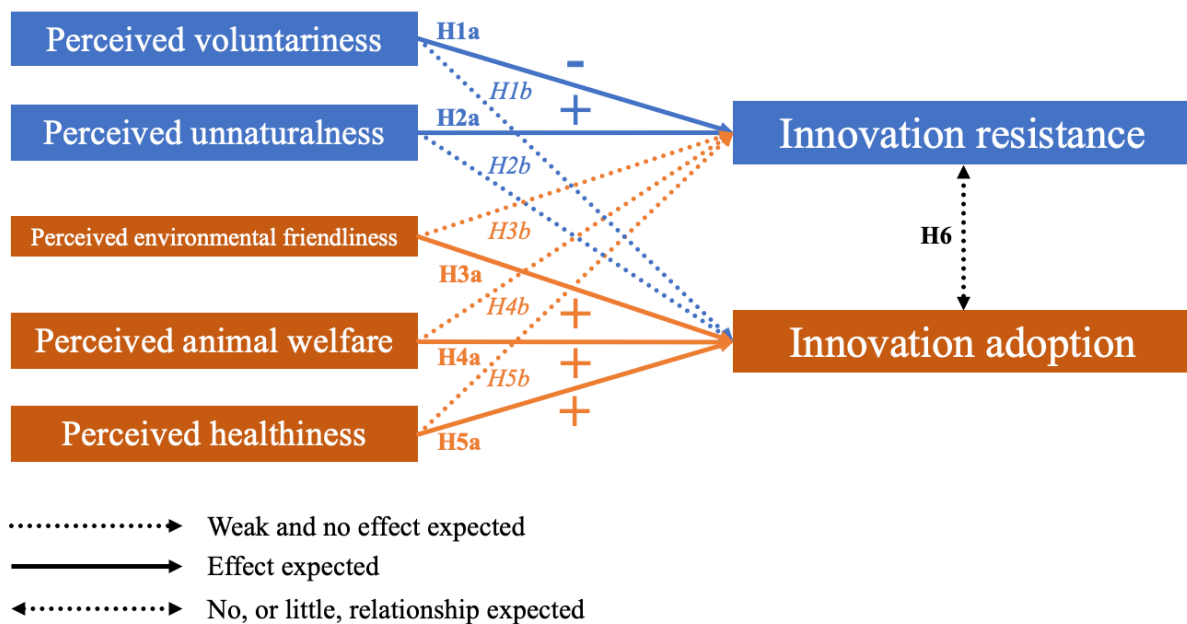 Perceived voluntariness
H1a
-
H1b
+
Perceived unnaturalness
H2a
Innovation resistance
H2b
Perceived environmental friendliness
H3b
H6
H3a
H4b
+
Perceived animal welfare
H4a
Innovation adoption
+
H5b
+
Perceived healthiness
H5a
Weak and no effect expected
Effect expected
No, or little, relationship expected